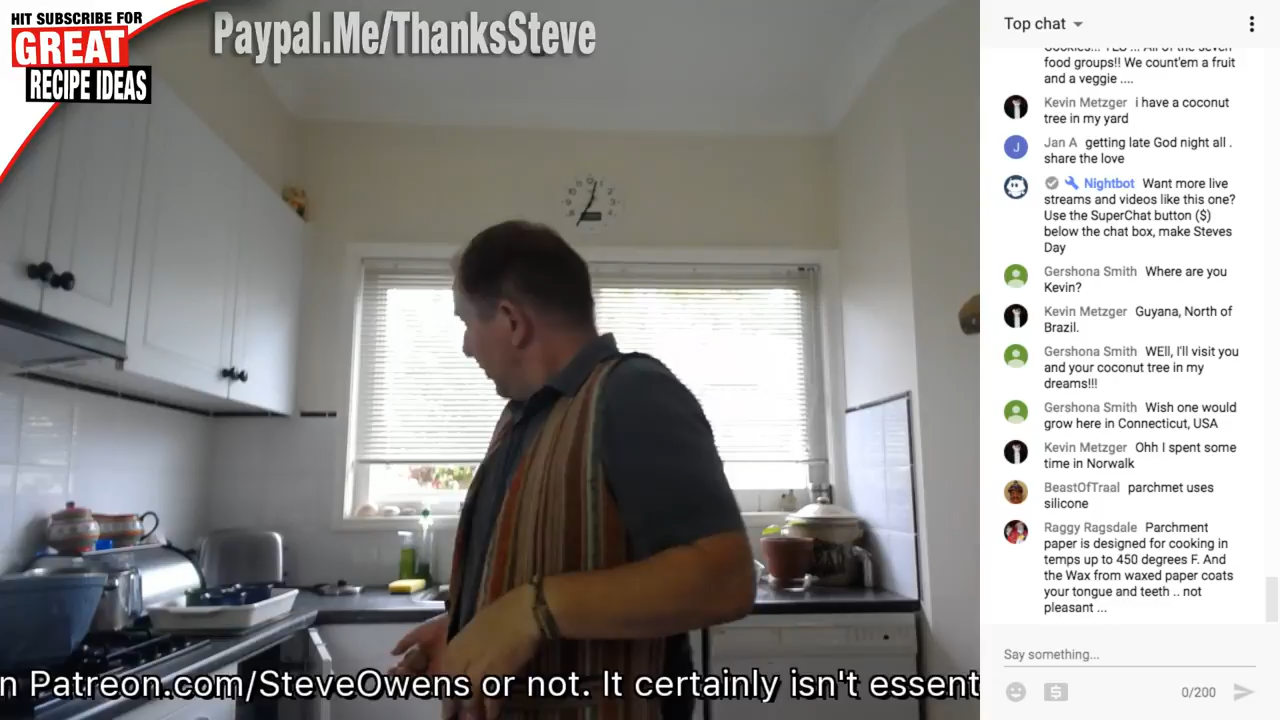 HIT SUBSCRIBE FOR
GREAT
RECIPE IDEAS
Paypal.Me/ThanksSteve
n Patreon.com/SteveOwens or not. It certainly isn't essent
Top chat
Cookies... YES ... All of the seven
food groups!! We count'em a fruit
and a veggie ....
Kevin Metzger i have a coconut
tree in my yard
J
Jan A getting late God night all .
share the love
Nightbot Want more live
streams and videos like this one?
Use the SuperChat button ($)
below the chat box, make Steves
Day
Gershona Smith Where are you
Kevin?
Kevin Metzger Guyana, North of
Brazil.
Gershona Smith WEll, I'll visit you
and your coconut tree in my
dreams!!!
Gershona Smith Wish one would
grow here in Connecticut, USA
Kevin Metzger Ohh I spent some
time in Norwalk
BeastOfTraal parchmet uses
silicone
Raggy Ragsdale Parchment
paper is designed for cooking in
temps up to 450 degrees F. And
the Wax from waxed paper coats
your tongue and teeth .. not
pleasant ...
Say something...
0/200